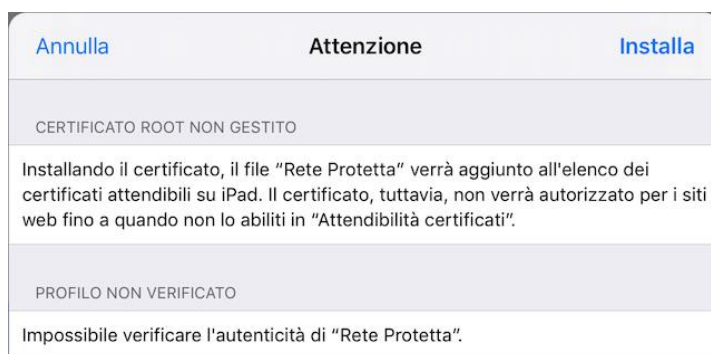 Annulla Attenzione Installa
CERTIFICATO ROOT NON GESTITO
Installando il certificato, il file “Rete Protetta” verrà aggiunto all'elenco dei
certificati attendibili su iPad. Il certificato, tuttavia, non verrà autorizzato per i siti
web fino a quando non lo abiliti in “Attendibilità certificati”.
PROFILO NON VERIFICATO
Impossibile verificare l'autenticità di “Rete Protetta”.